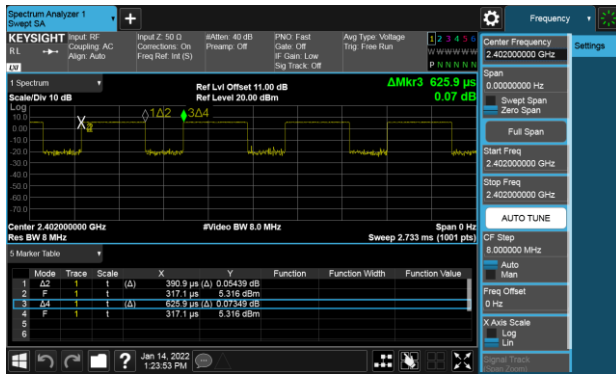 Spectrum Analyzer 1
Swept SA
Frequency
KEYSIGHT
RL
LXI
Input: RF
Coupling: AC
Align: Auto
Input Z: 50 Ω
Corrections: On
Freq Ref: Int (S)
#Atten: 40 dB
Preamp: Off
PNO: Fast
Gate: Off
IF Gain: Low
Sig Track: Off
Avg Type: Voltage
Trig: Free Run
1 2 3 4 5 6
W W W W W W
P N N N N N
1 Spectrum
Scale/Div 10 dB
Ref Lvl Offset 11.00 dB
Ref Level 20.00 dBm
ΔMkr3 625.9 µs
0.07 dB
Log
10.0
0.00
-10.0
-20.0
-30.0
-40.0
-50.0
-60.0
-70.0
1Δ2
3Δ4
Center 2.402000000 GHz
Res BW 8 MHz
#Video BW 8.0 MHz
Span 0 Hz
Sweep 2.733 ms (1001 pts)
5 Marker Table
Mode Trace Scale X Y Function Function Width Function Value
1 Δ2 1 t (Δ) 390.9 µs (Δ) 0.05439 dB
2 F 1 t 317.1 µs 5.316 dBm
3 Δ4 1 t (Δ) 625.9 µs (Δ) 0.07349 dB
4 F 1 t 317.1 µs 5.316 dBm
5
6
Jan 14, 2022
1:23:53 PM
Settings
Center Frequency
2.402000000 GHz
Span
0.00000000 Hz
Swept Span
Zero Span
Full Span
Start Freq
2.402000000 GHz
Stop Freq
2.402000000 GHz
AUTO TUNE
CF Step
8.000000 MHz
Auto
Man
Freq Offset
0 Hz
X Axis Scale
Log
Lin
Signal Track
(Span Zoom)